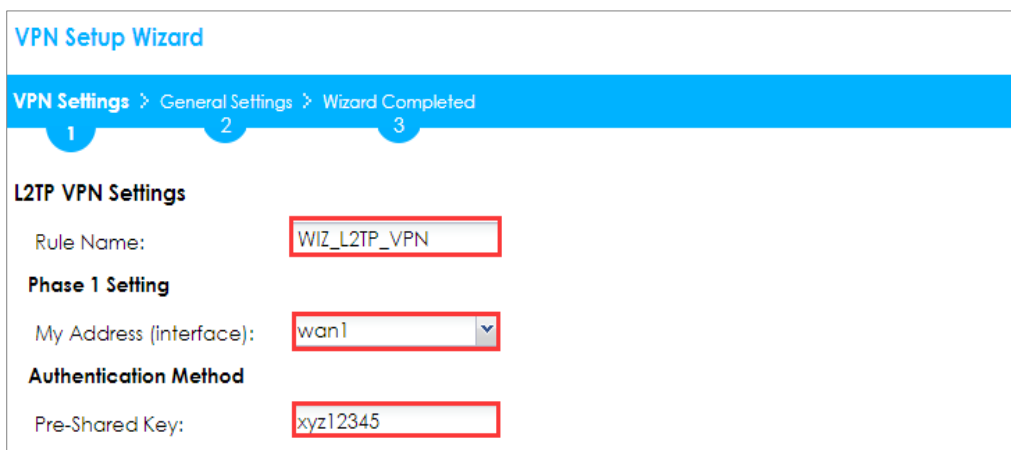 VPN Setup Wizard
VPN Settings > General Settings > Wizard Completed
1 2 3
L2TP VPN Settings
Rule Name: WIZ_L2TP_VPN
Phase 1 Setting
My Address (interface): wan1
Authentication Method
Pre-Shared Key: xyz12345